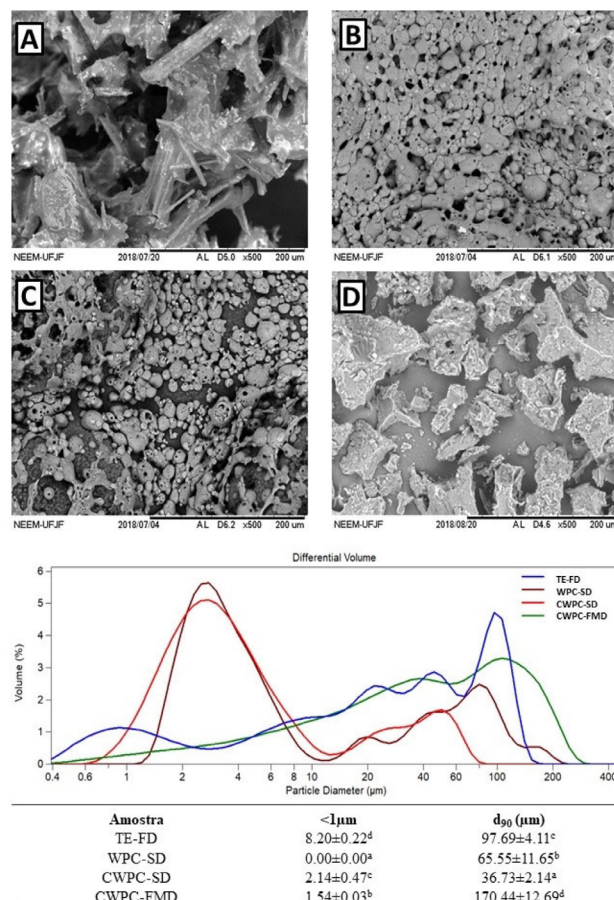 A
NEEM-UFJF 2018/07/20 AL D5.0 x500 200 um
B
NEEM-UFJF 2018/07/04 AL D6.1 x500 200 um
C
NEEM-UFJF 2018/07/04 AL D6.2 x500 200 um
D
NEEM-UFJF 2018/08/20 AL D4.6 x500 200 um
Differential Volume
TE-FD
WPC-SD
CWPC-SD
CWPC-FMD
Volume (%)
6
5
4
3
2
1
0
0.4 0.6 1 2 4 6 10 20 40 60 100 200 400
Particle Diameter (µm)
Amostra <1µm d₉₀ (µm)
TE-FD 8.20±0.22ᵈ 97.69±4.11ᶜ
WPC-SD 0.00±0.00ᵃ 65.55±11.65ᵇ
CWPC-SD 2.14±0.47ᶜ 36.73±2.14ᵃ
CWPC-FMD 1.54±0.03ᵇ 170.44±12.69ᵈ